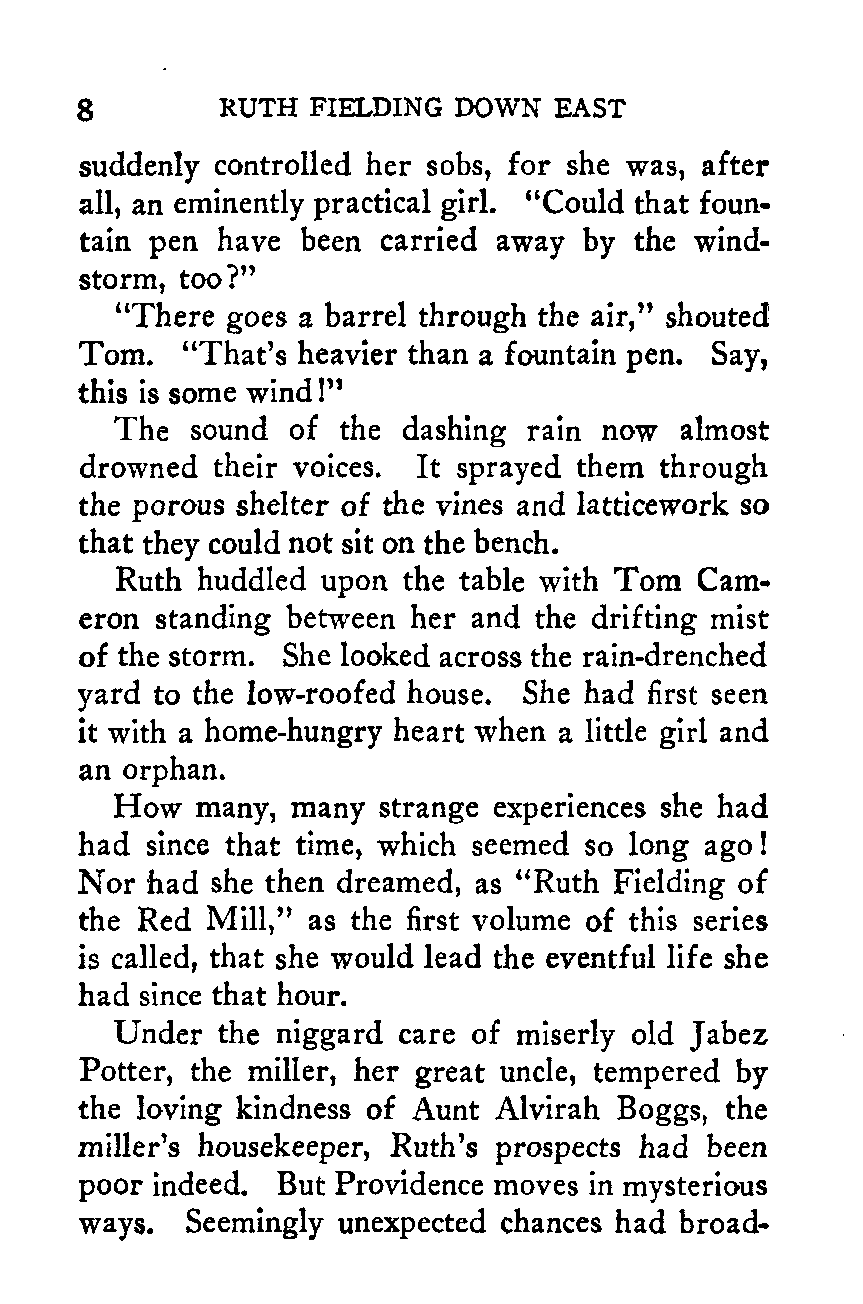 8 RUTH FIELDING DOWN EAST
suddenly controlled her sobs, for she was, after
all, an eminently practical girl. “Could that foun-
tain pen have been carried away by the wind-
storm, too?”
“There goes a barrel through the air,” shouted
Tom. “That’s heavier than a fountain pen. Say,
this is some wind!”
The sound of the dashing rain now almost
drowned their voices. It sprayed them through
the porous shelter of the vines and latticework so
that they could not sit on the bench.
Ruth huddled upon the table with Tom Cam-
eron standing between her and the drifting mist
of the storm. She looked across the rain-drenched
yard to the low-roofed house. She had first seen
it with a home-hungry heart when a little girl and
an orphan.
How many, many strange experiences she had
had since that time, which seemed so long ago!
Nor had she then dreamed, as “Ruth Fielding of
the Red Mill,” as the first volume of this series
is called, that she would lead the eventful life she
had since that hour.
Under the niggard care of miserly old Jabez
Potter, the miller, her great uncle, tempered by
the loving kindness of Aunt Alvirah Boggs, the
miller’s housekeeper, Ruth’s prospects had been
poor indeed. But Providence moves in mysterious
ways. Seemingly unexpected chances had broad-